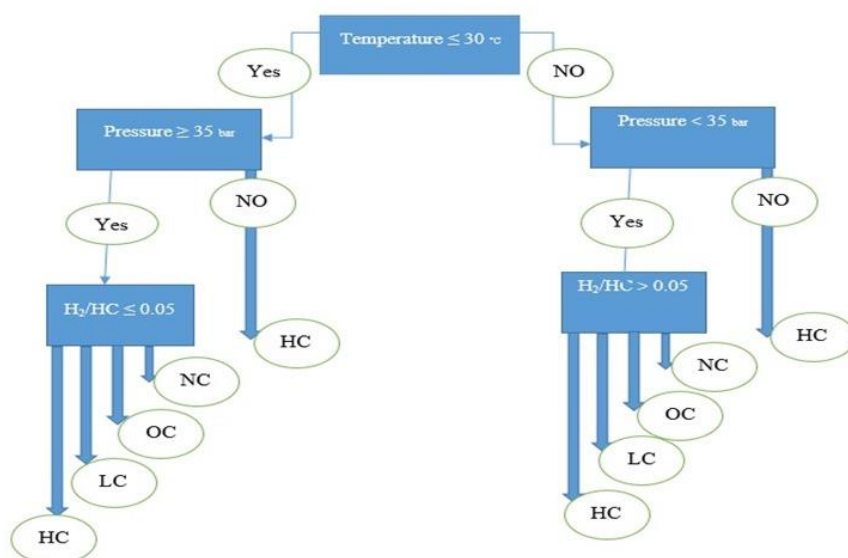 Temperature ≤ 30 ℃
Yes
NO
Pressure ≥ 35 bar
Pressure < 35 bar
Yes
NO
Yes
NO
H₂/HC ≤ 0.05
H₂/HC > 0.05
HC
HC
NC
NC
OC
OC
LC
LC
HC
HC